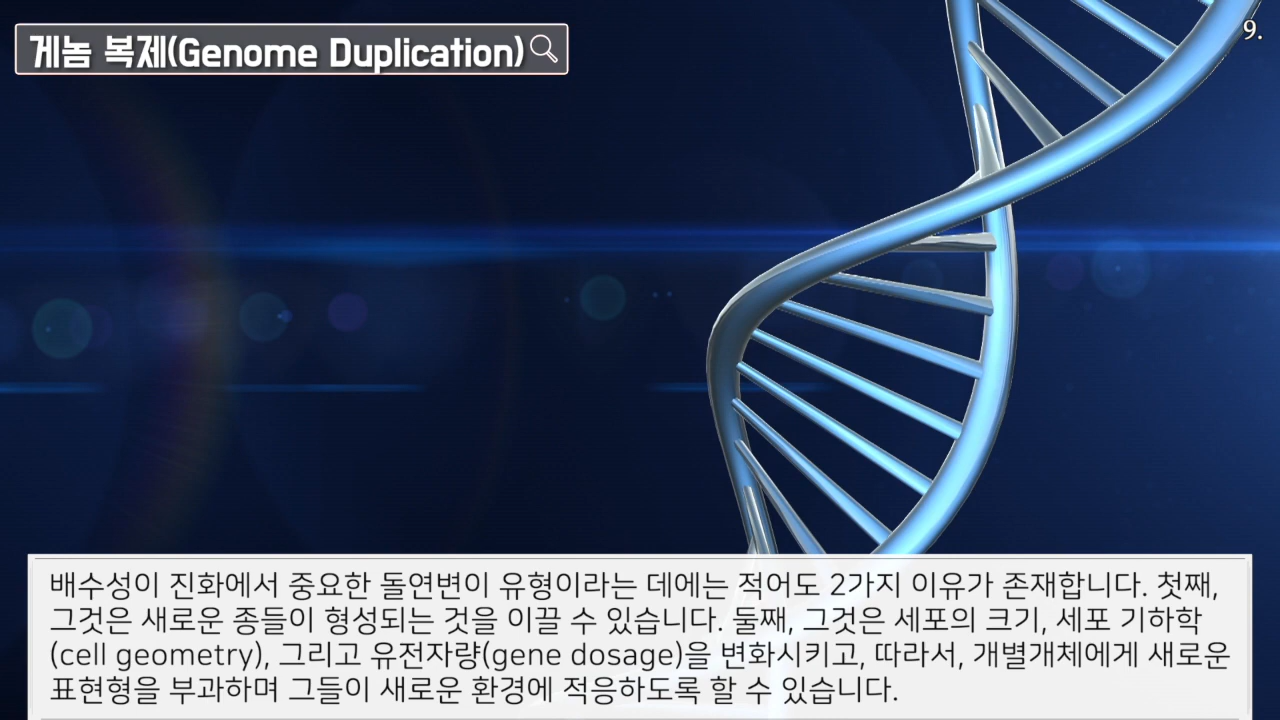 게놈 복제(Genome Duplication)
9.
배수성이 진화에서 중요한 돌연변이 유형이라는 데에는 적어도 2가지 이유가 존재합니다. 첫째,
그것은 새로운 종들이 형성되는 것을 이끌 수 있습니다. 둘째, 그것은 세포의 크기, 세포 기하학
(cell geometry), 그리고 유전자량(gene dosage)을 변화시키고, 따라서, 개별개체에게 새로운
표현형을 부과하며 그들이 새로운 환경에 적응하도록 할 수 있습니다.